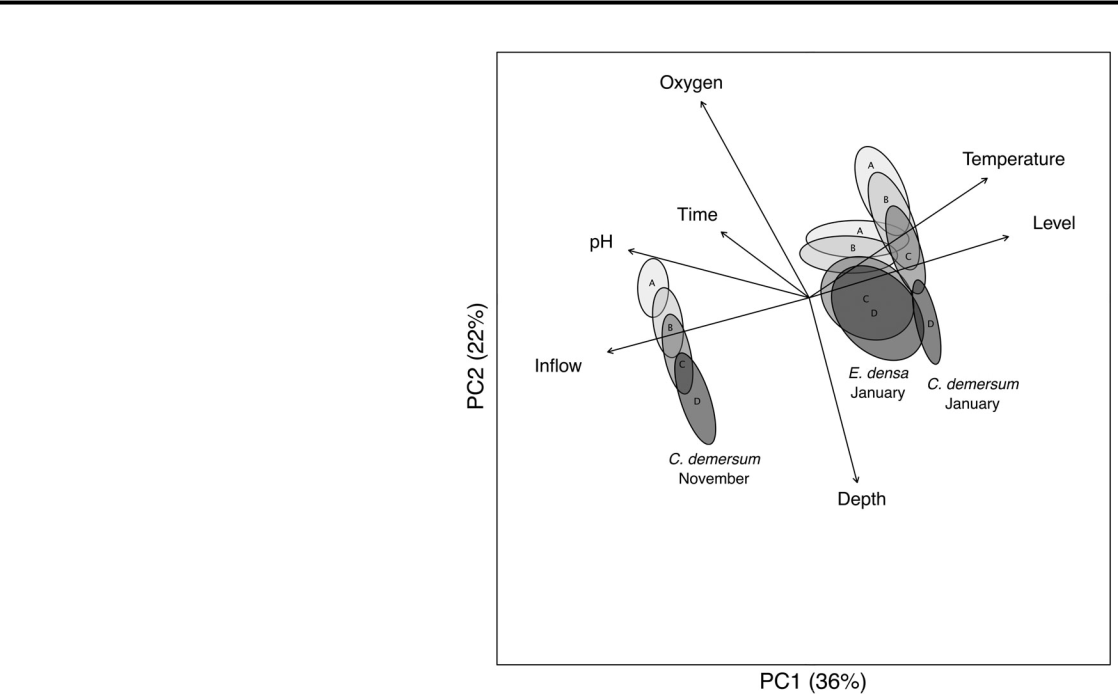 Oxygen
Temperature
Time
Level
pH
Inflow
Depth
A
B
C
D
A
B
C
D
A
B
C
D
E. densa
January
C. demersum
January
C. demersum
November
PC2 (22%)
PC1 (36%)